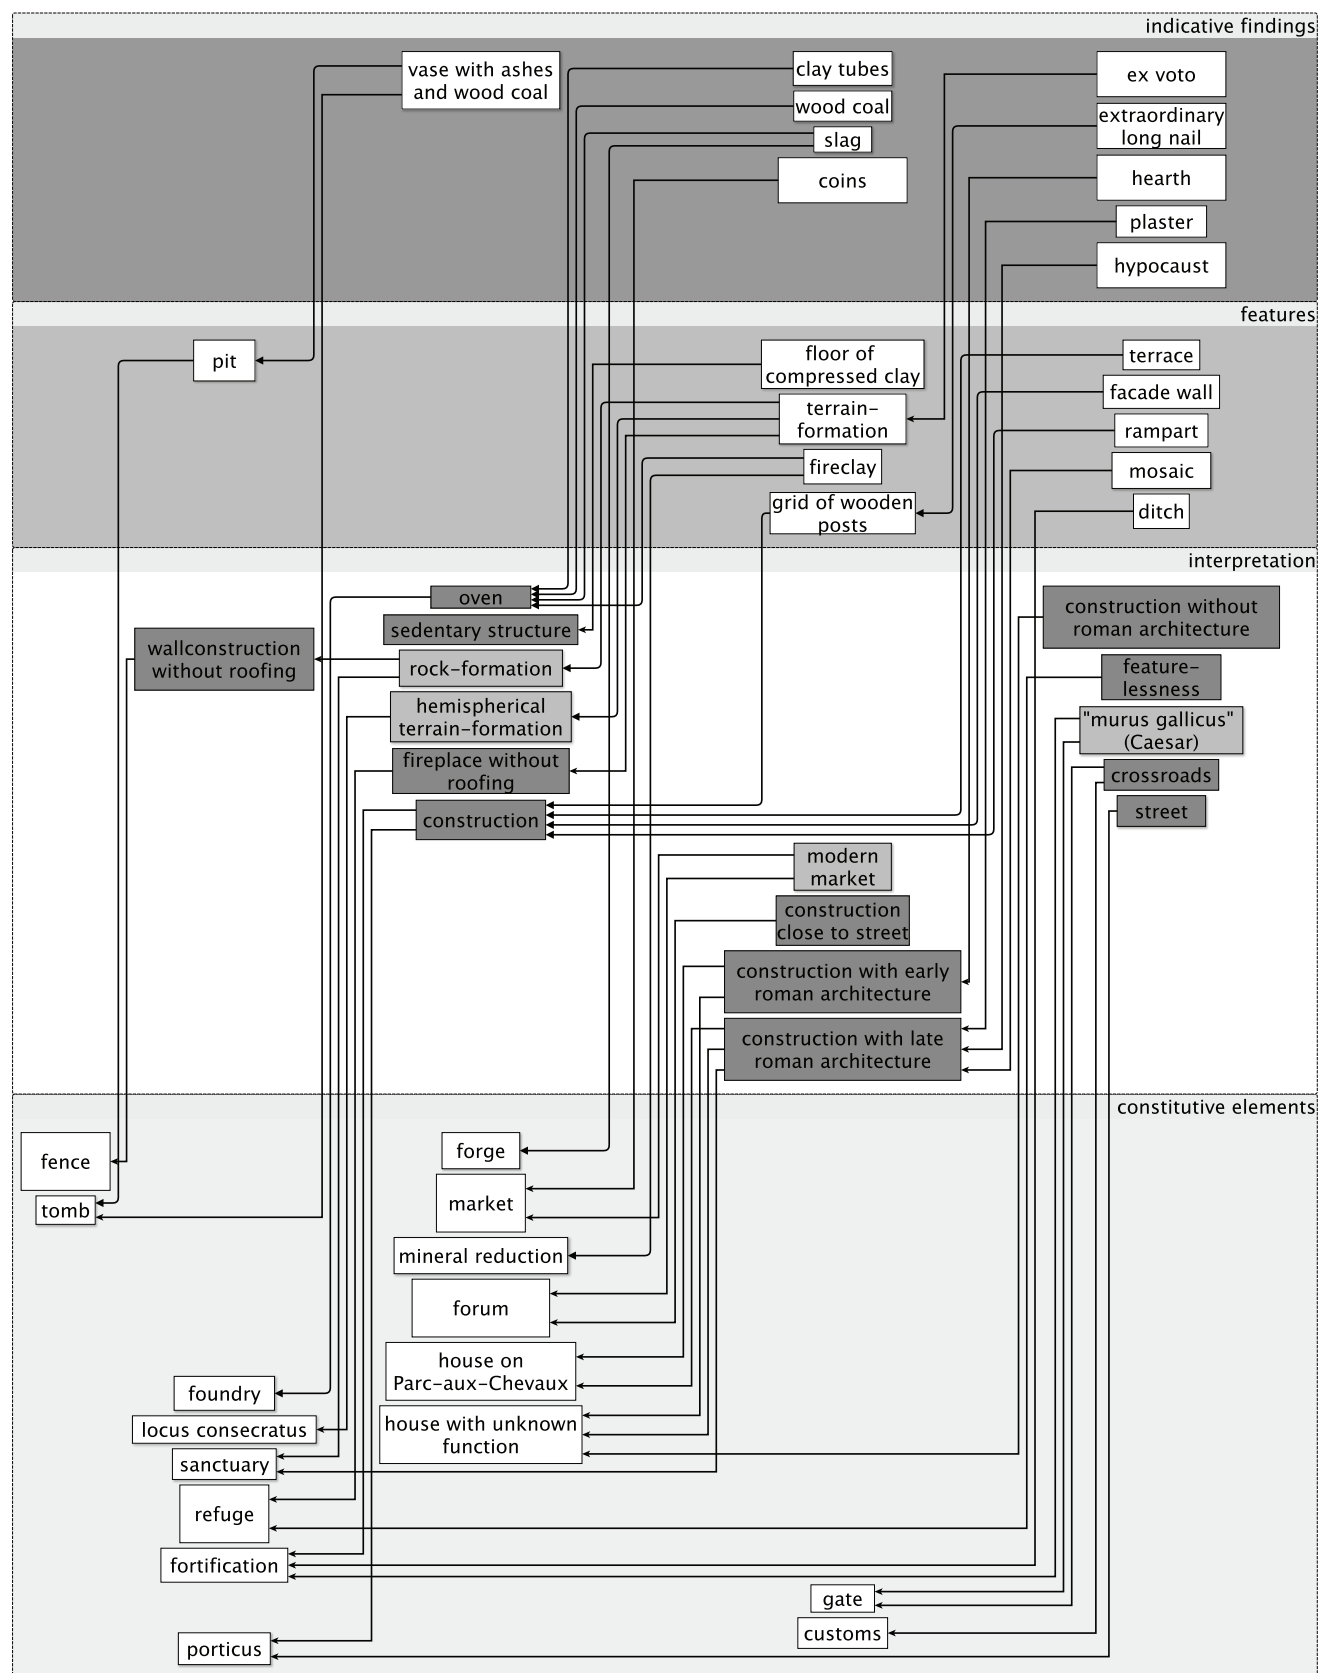 indicative findings
vase with ashes
and wood coal
clay tubes
wood coal
slag
coins
ex voto
extraordinary
long nail
hearth
plaster
hypocaust
features
pit
floor of
compressed clay
terrain-
formation
fireclay
grid of wooden
posts
terrace
facade wall
rampart
mosaic
ditch
interpretation
oven
sedentary structure
wallconstruction
without roofing
rock-formation
hemispherical
terrain-formation
fireplace without
roofing
construction
construction without
roman architecture
feature-
lessness
"murus gallicus"
(Caesar)
crossroads
street
modern
market
construction
close to street
construction with early
roman architecture
construction with late
roman architecture
constitutive elements
fence
tomb
forge
market
mineral reduction
forum
house on
Parc-aux-Chevaux
foundry
house with unknown
function
locus consecratus
sanctuary
refuge
fortification
gate
customs
porticus